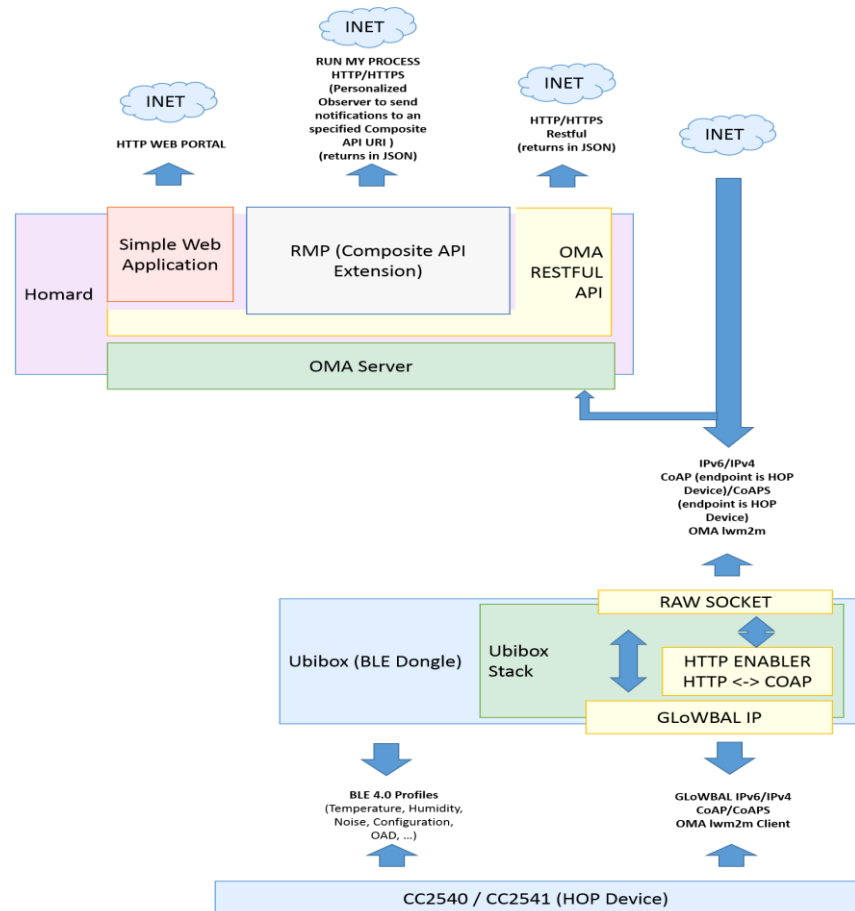 INET
RUN MY PROCESS
HTTP/HTTPS
(Personalized
Observer to send
notifications to an
specified Composite
API URI )
(returns in JSON)
INET
HTTP WEB PORTAL
INET
HTTP/HTTPS
Restful
(returns in JSON)
INET
Homard
Simple Web
Application
RMP (Composite API
Extension)
OMA
RESTFUL
API
OMA Server
IPv6/IPv4
CoAP (endpoint is HOP
Device)/CoAPS
(endpoint is HOP
Device)
OMA lwm2m
Ubibox (BLE Dongle)
Ubibox
Stack
RAW SOCKET
HTTP ENABLER
HTTP <-> COAP
GLoWBAL IP
BLE 4.0 Profiles
(Temperature, Humidity,
Noise, Configuration,
OAD, ...)
GLoWBAL IPv6/IPv4
CoAP/CoAPS
OMA lwm2m Client
CC2540 / CC2541 (HOP Device)